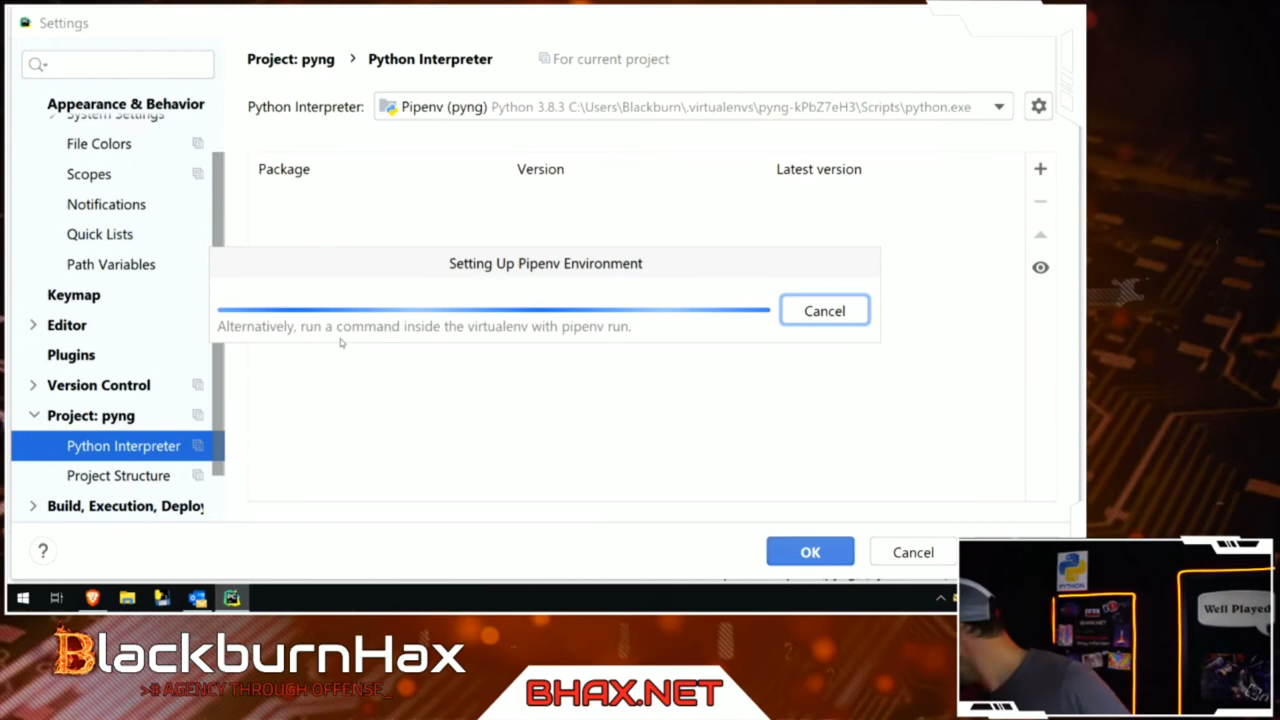 Settings
Project: pyng > Python Interpreter For current project
Python Interpreter: Pipenv (pyng) Python 3.8.3 C:\Users\Blackburn\.virtualenvs\pyng-kPbZ7eH3\Scripts\python.exe
Appearance & Behavior
System Settings
File Colors
Scopes
Notifications
Quick Lists
Path Variables
Keymap
Editor
Plugins
Version Control
Project: pyng
Python Interpreter
Project Structure
Build, Execution, Deploy
Package Version Latest version
Setting Up Pipenv Environment
Cancel
Alternatively, run a command inside the virtualenv with pipenv run.
?
OK
Cancel
PC
BlackburnHax
># AGENCY THROUGH OFFENSE_
BHAX.NET
PYTHON
Well Played